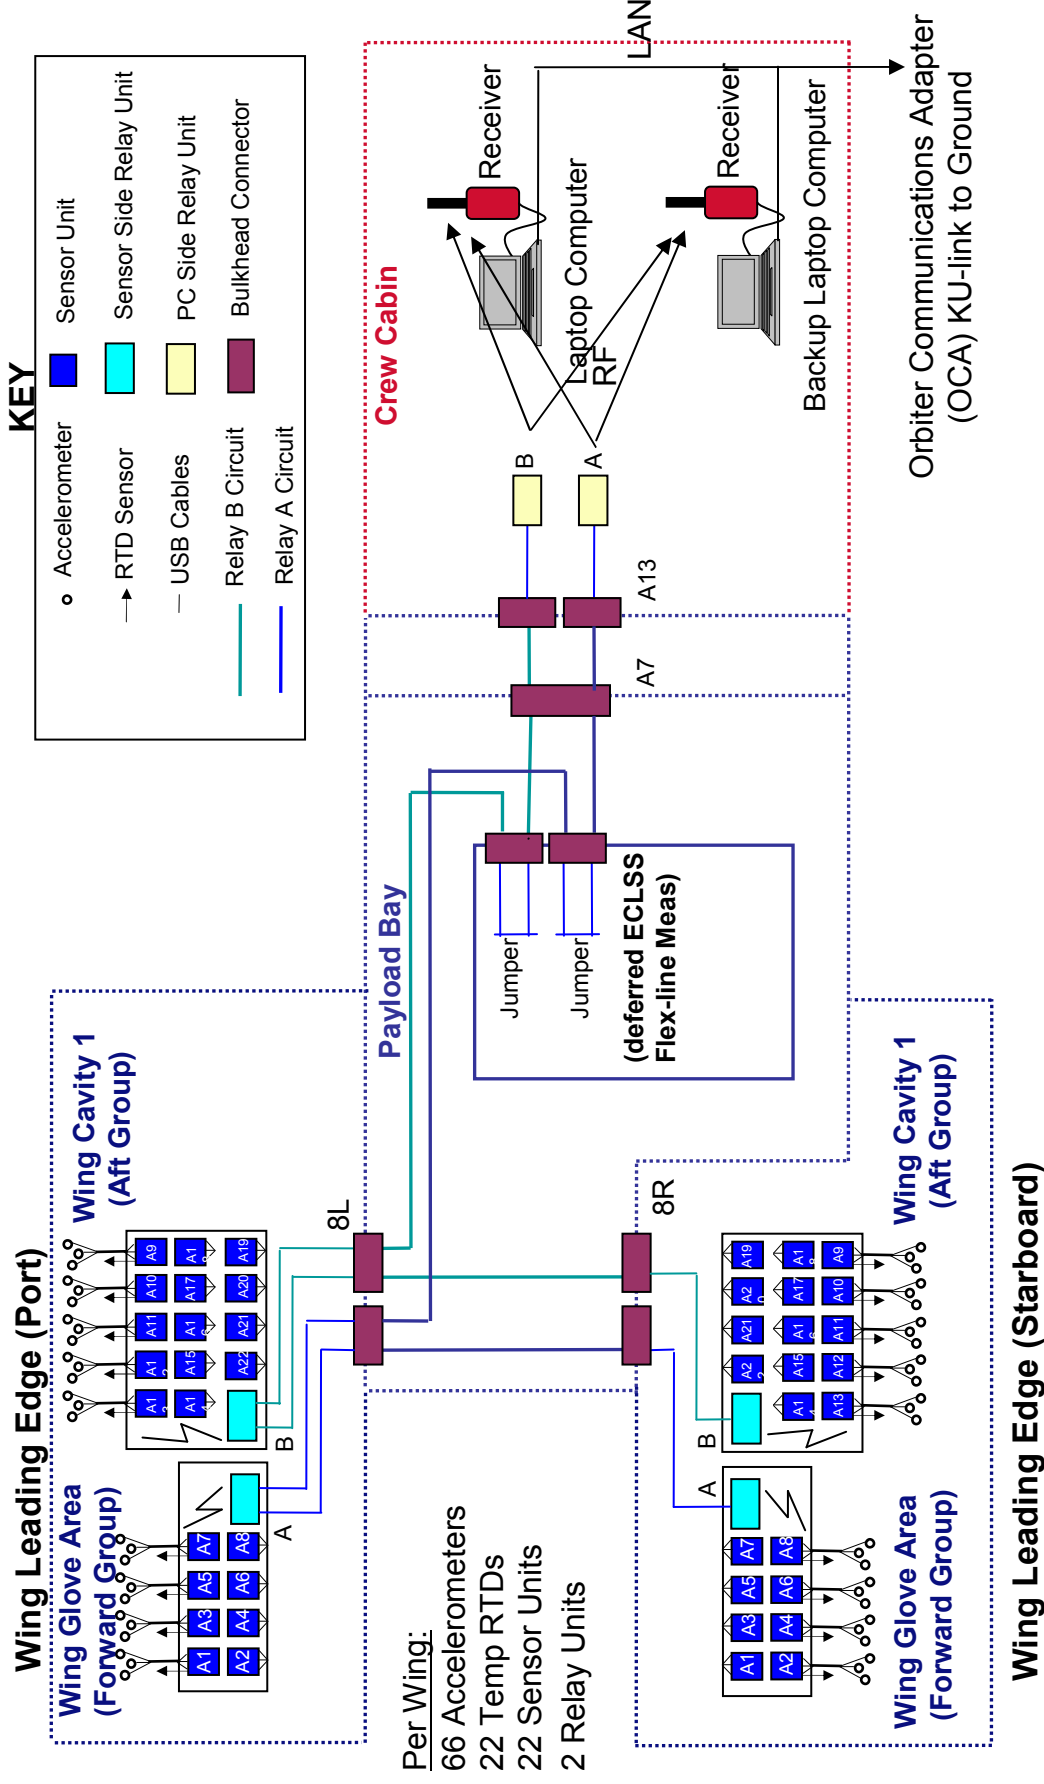 KEY
Accelerometer
Sensor Unit
RTD Sensor
Sensor Side Relay Unit
USB Cables
PC Side Relay Unit
Relay B Circuit
Bulkhead Connector
Relay A Circuit
Wing Leading Edge (Port)
Wing Glove Area
(Forward Group)
Wing Cavity 1
(Aft Group)
A1 A3 A5 A7
A2 A4 A6 A8
A
A11 A10 A9
A15 A17
A22 A21 A20 A19
B
8L
Payload Bay
Jumper
Jumper
(deferred ECLSS
Flex-line Meas)
A7
A13
B
A
Crew Cabin
RF
Receiver
Laptop Computer
Receiver
Backup Laptop Computer
LAN
Orbiter Communications Adapter
(OCA) KU-link to Ground
Per Wing:
66 Accelerometers
22 Temp RTDs
22 Sensor Units
2 Relay Units
8R
A
A1 A3 A5 A7
A2 A4 A6 A8
B
A21 A19
A15 A17
A13 A12 A11 A10 A9
Wing Glove Area
(Forward Group)
Wing Cavity 1
(Aft Group)
Wing Leading Edge (Starboard)